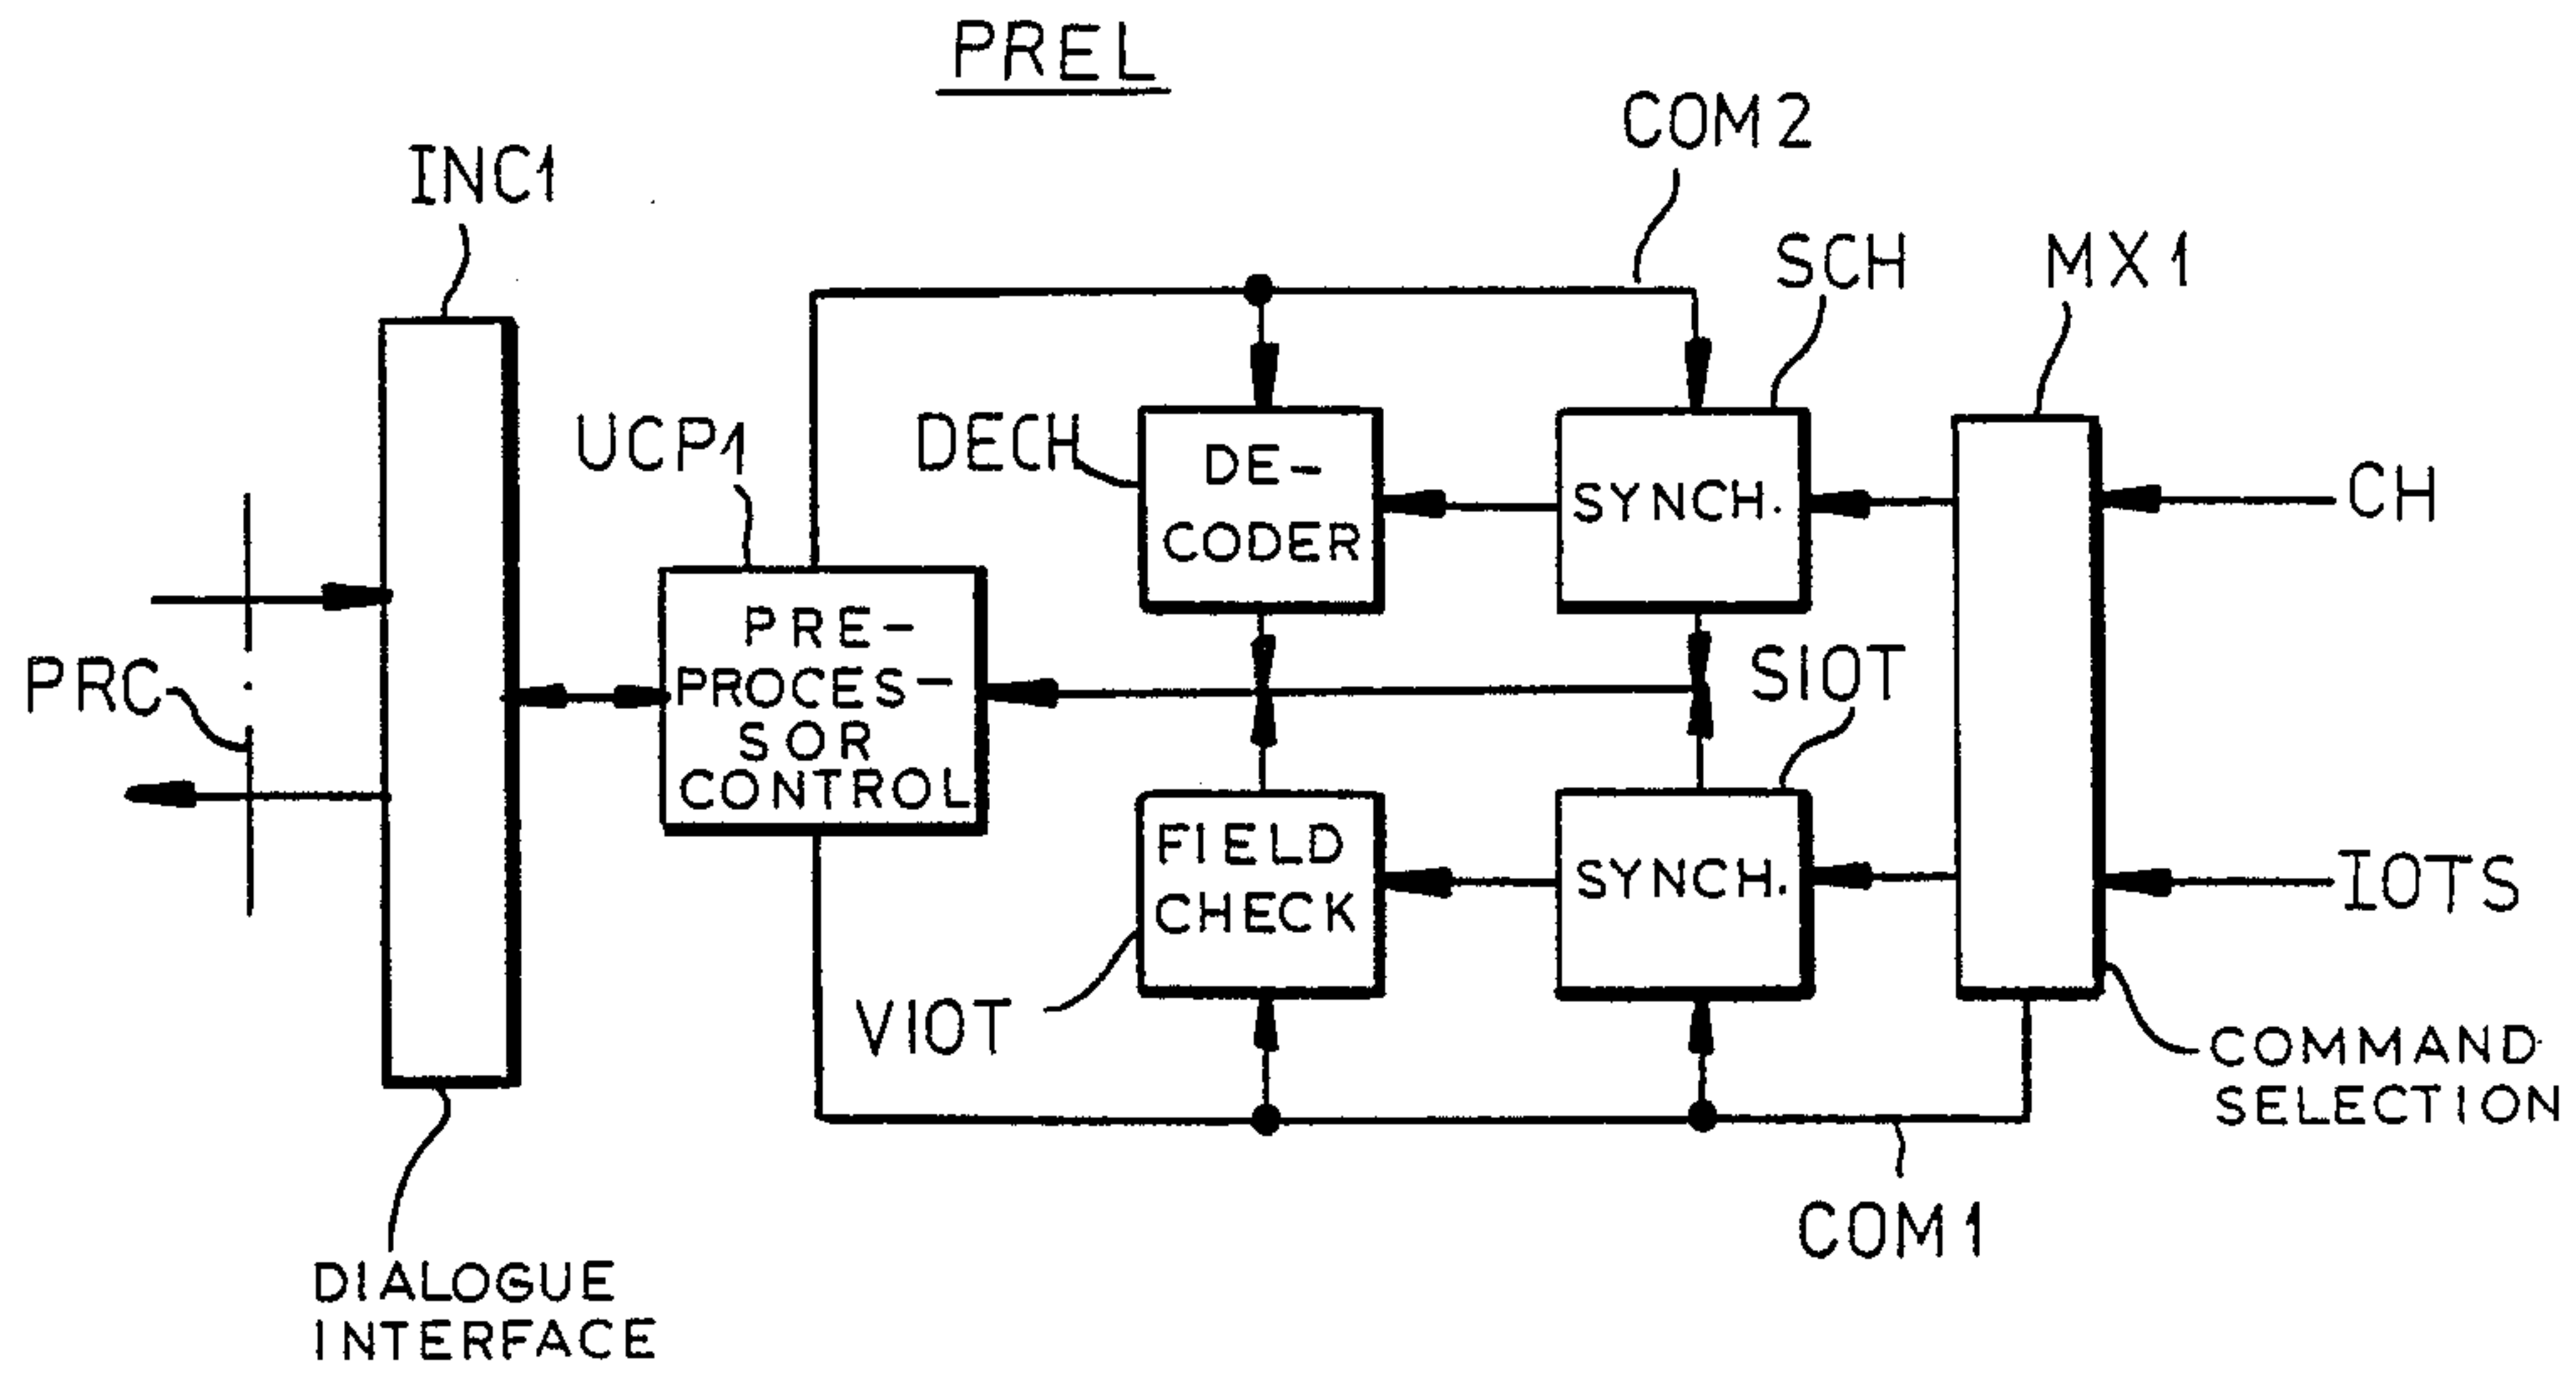 PREL
COM2
INC1
SCH
MX1
UCP1
DECH
DE-
CODER
SYNCH.
CH
PRE-
PROCES-
SOR
CONTROL
PRC
SIOT
FIELD
CHECK
SYNCH.
IOTS
VIOT
COMMAND
SELECTION
COM1
DIALOGUE
INTERFACE